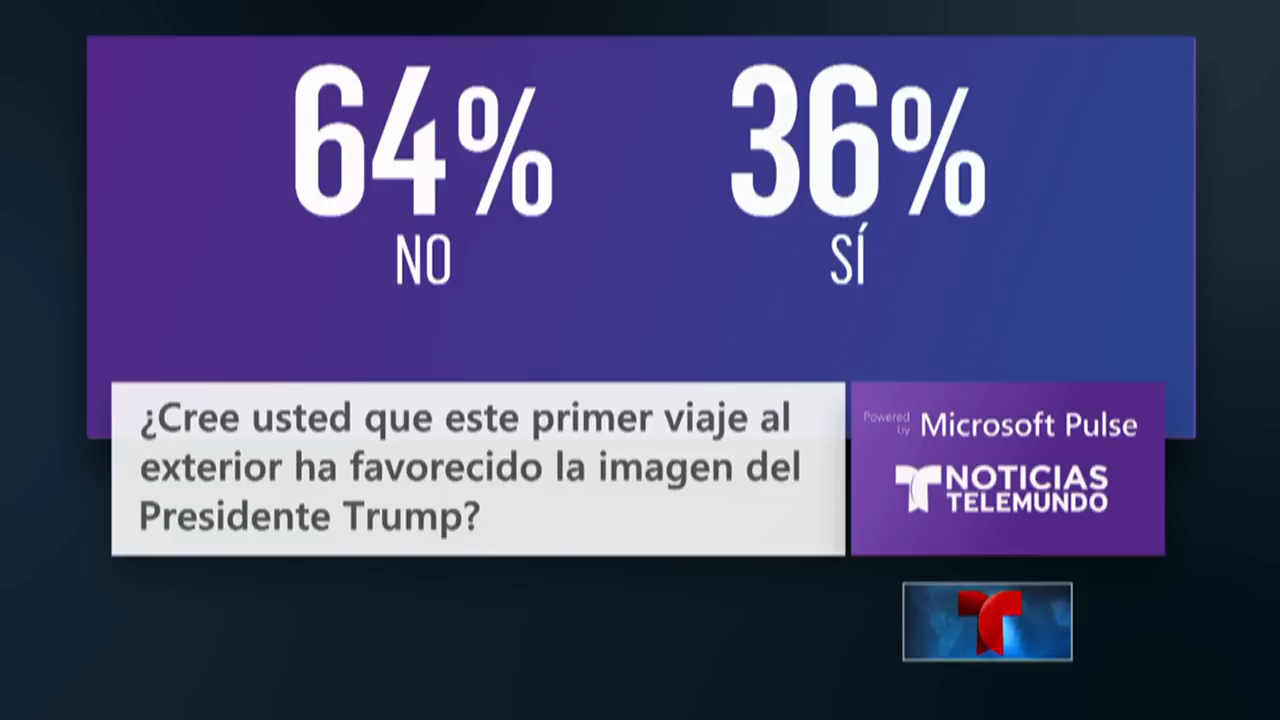 64% 36%
NO SÍ
¿Cree usted que este primer viaje al
exterior ha favorecido la imagen del
Presidente Trump?
Powered
by
Microsoft Pulse
NOTICIAS
TELEMUNDO